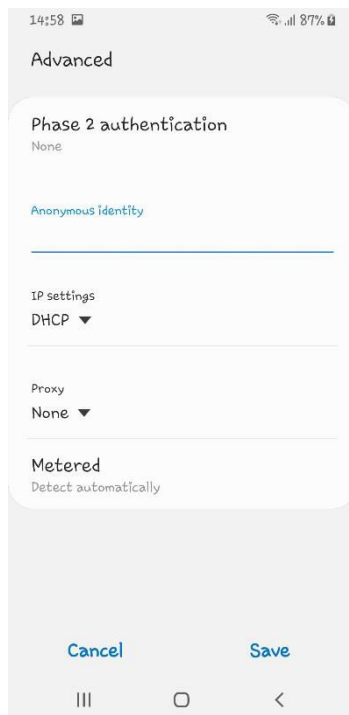 14:58 87%
Advanced
Phase 2 authentication
None
Anonymous identity
IP settings
DHCP
Proxy
None
Metered
Detect automatically
Cancel Save